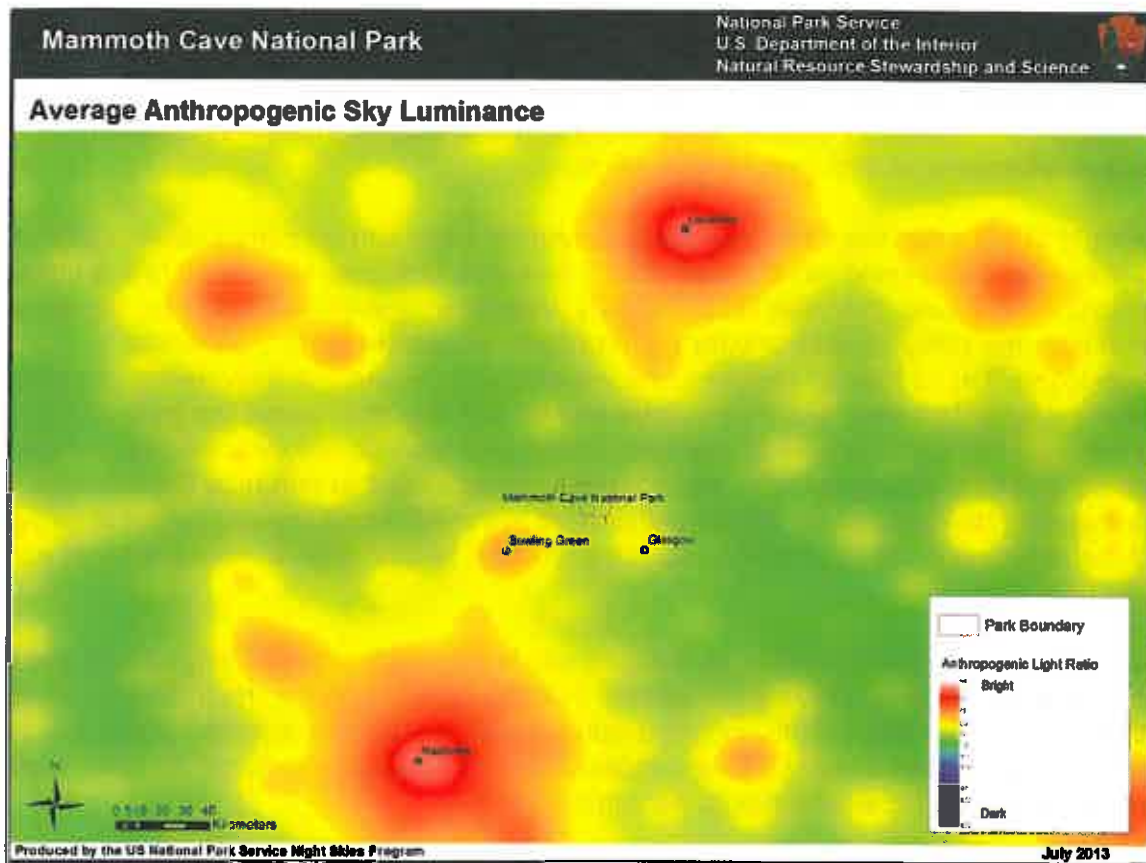 Mammoth Cave National Park
National Park Service
U.S. Department of the Interior
Natural Resource Stewardship and Science
Average Anthropogenic Sky Luminance
Louisville
Mammoth Cave National Park
Bowling Green
Glasgow
Nashville
Park Boundary
Anthropogenic Light Ratio
Bright
Dark
N
Kilometers
Produced by the US National Park Service Night Skies Program
July 2013